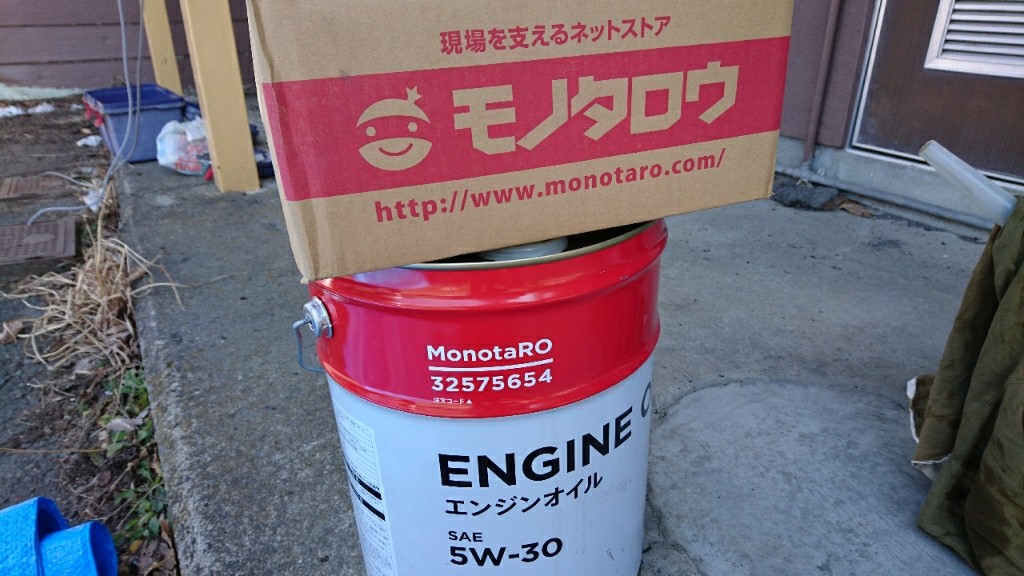 現場を支えるネットストア
モノタロウ
http://www.monotaro.com/
MonotaRO
32575654
注文コード▲
ENGINE
エンジンオイル
SAE
5W-30